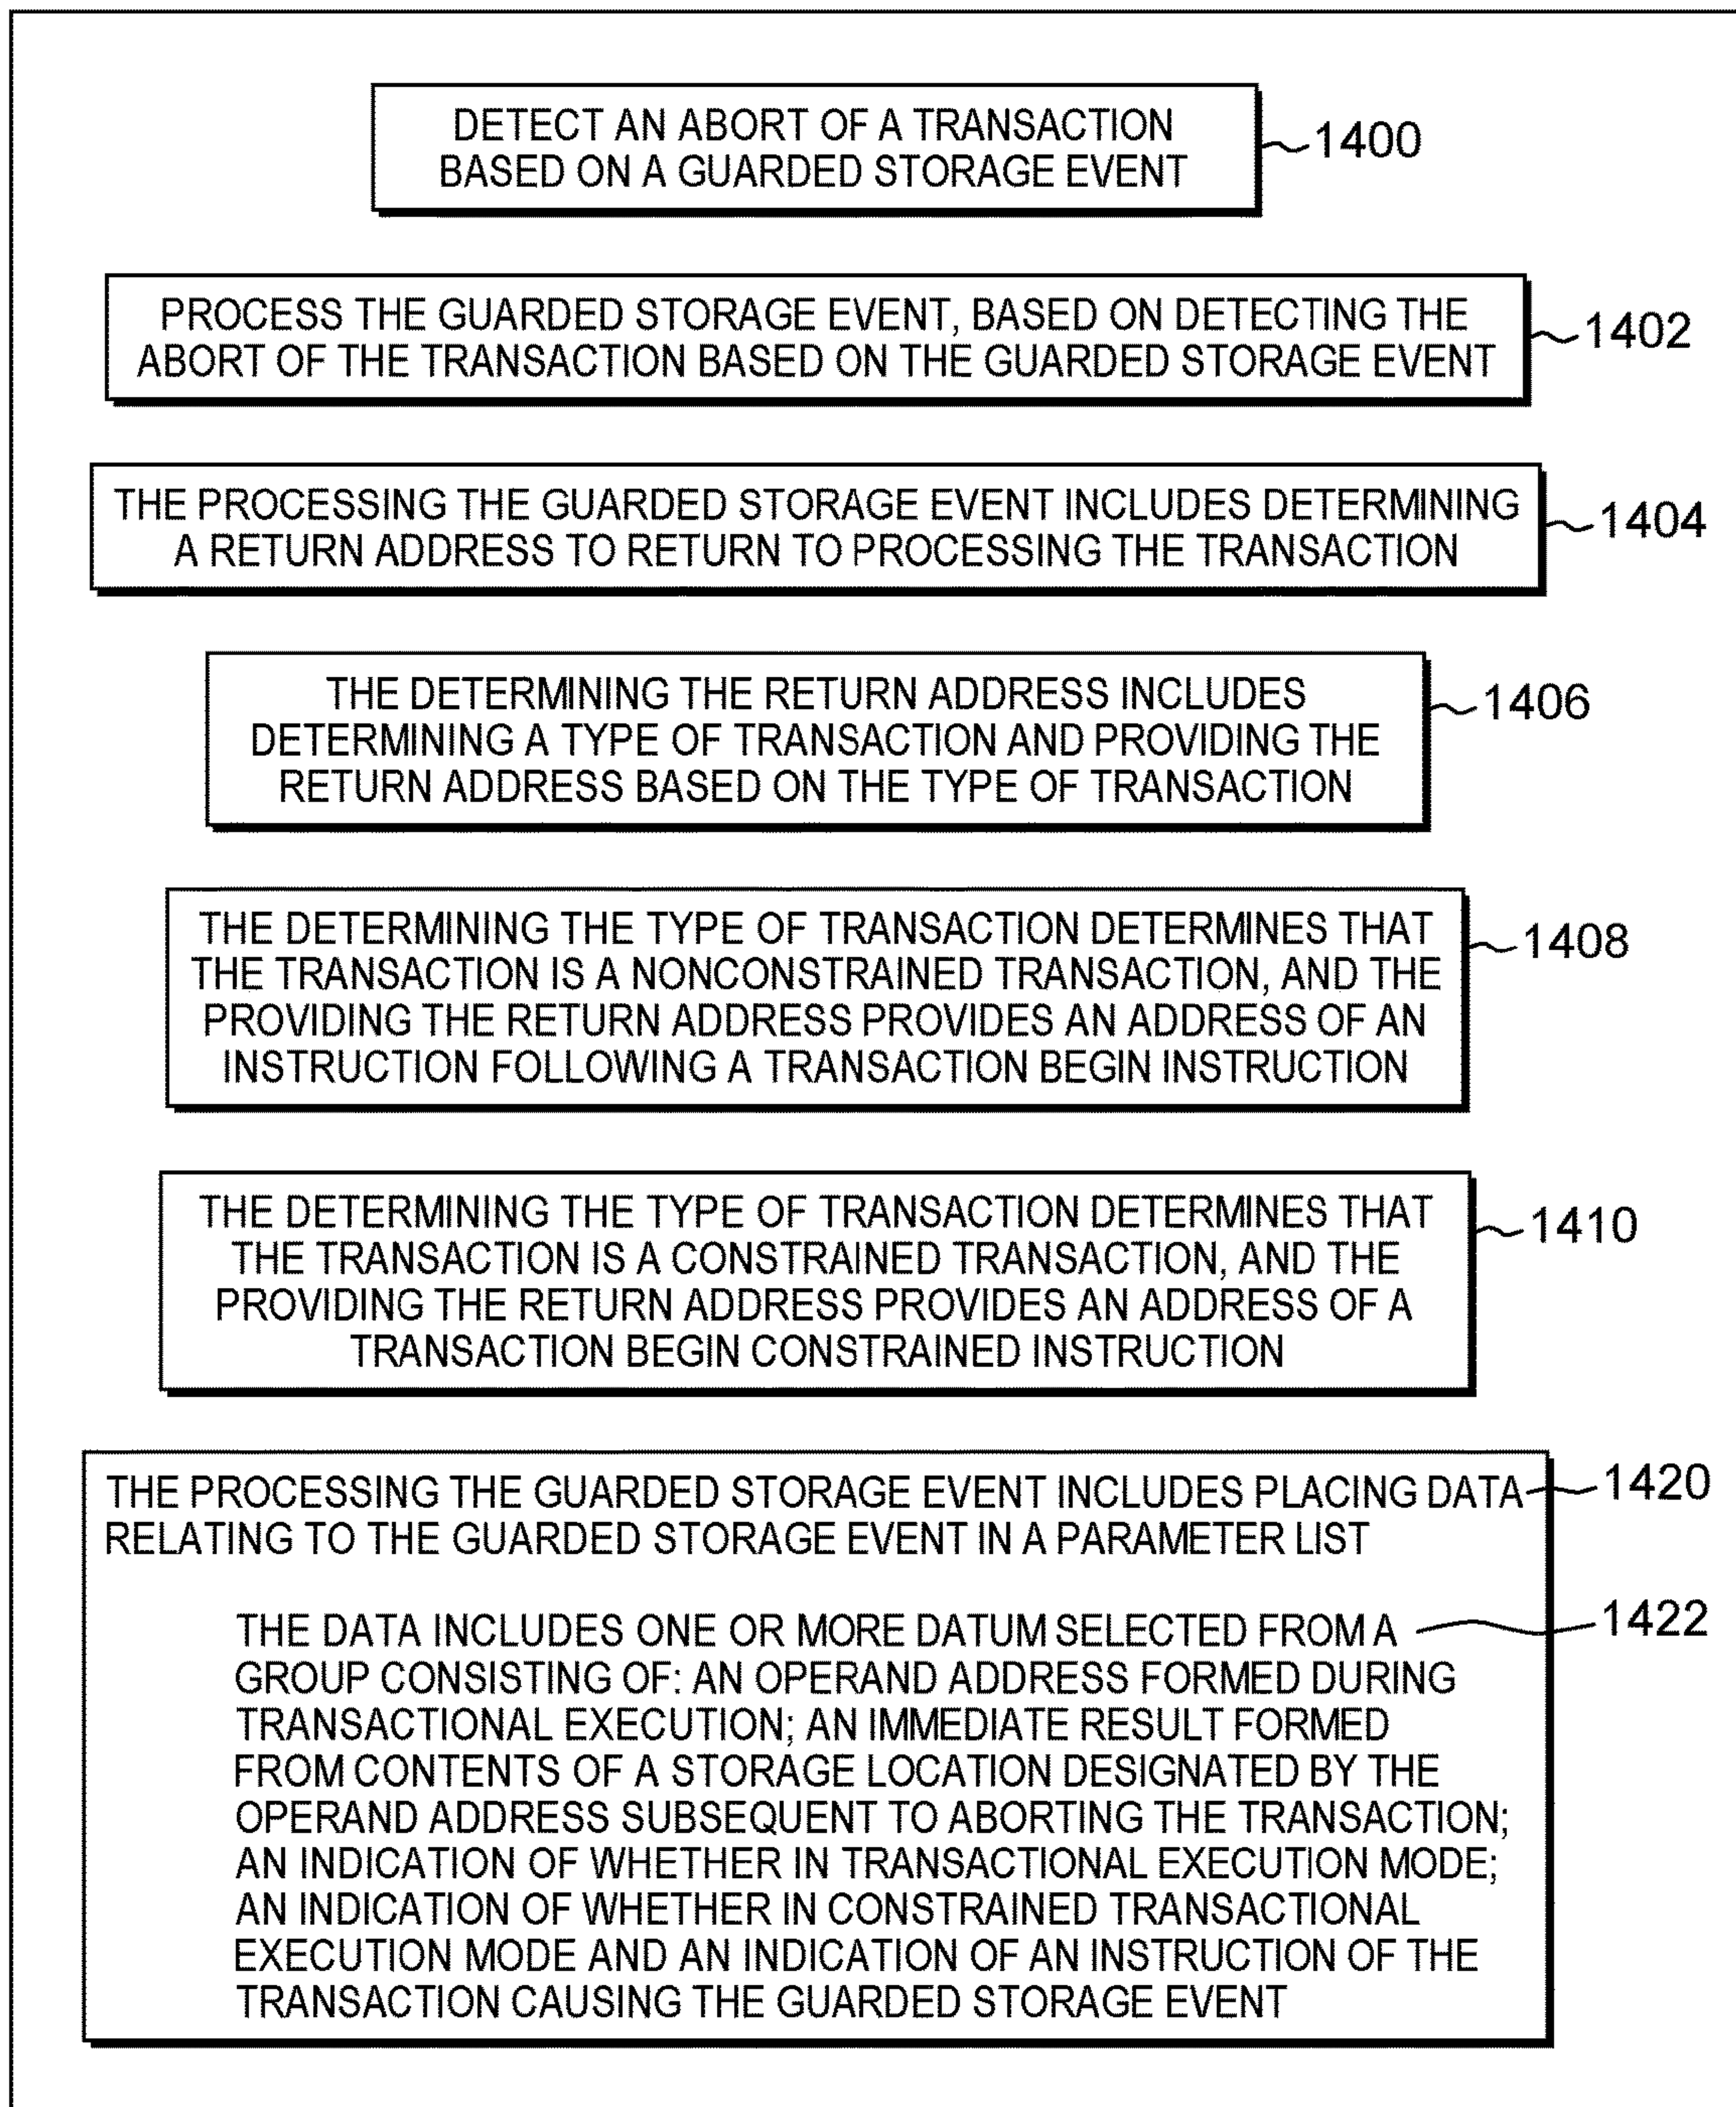 DETECT AN ABORT OF A TRANSACTION
BASED ON A GUARDED STORAGE EVENT
1400
PROCESS THE GUARDED STORAGE EVENT, BASED ON DETECTING THE
ABORT OF THE TRANSACTION BASED ON THE GUARDED STORAGE EVENT
1402
THE PROCESSING THE GUARDED STORAGE EVENT INCLUDES DETERMINING
A RETURN ADDRESS TO RETURN TO PROCESSING THE TRANSACTION
1404
THE DETERMINING THE RETURN ADDRESS INCLUDES
DETERMINING A TYPE OF TRANSACTION AND PROVIDING THE
RETURN ADDRESS BASED ON THE TYPE OF TRANSACTION
1406
THE DETERMINING THE TYPE OF TRANSACTION DETERMINES THAT
THE TRANSACTION IS A NONCONSTRAINED TRANSACTION, AND THE
PROVIDING THE RETURN ADDRESS PROVIDES AN ADDRESS OF AN
INSTRUCTION FOLLOWING A TRANSACTION BEGIN INSTRUCTION
1408
THE DETERMINING THE TYPE OF TRANSACTION DETERMINES THAT
THE TRANSACTION IS A CONSTRAINED TRANSACTION, AND THE
PROVIDING THE RETURN ADDRESS PROVIDES AN ADDRESS OF A
TRANSACTION BEGIN CONSTRAINED INSTRUCTION
1410
THE PROCESSING THE GUARDED STORAGE EVENT INCLUDES PLACING DATA
RELATING TO THE GUARDED STORAGE EVENT IN A PARAMETER LIST
1420
THE DATA INCLUDES ONE OR MORE DATUM SELECTED FROM A
GROUP CONSISTING OF: AN OPERAND ADDRESS FORMED DURING
TRANSACTIONAL EXECUTION; AN IMMEDIATE RESULT FORMED
FROM CONTENTS OF A STORAGE LOCATION DESIGNATED BY THE
OPERAND ADDRESS SUBSEQUENT TO ABORTING THE TRANSACTION;
AN INDICATION OF WHETHER IN TRANSACTIONAL EXECUTION MODE;
AN INDICATION OF WHETHER IN CONSTRAINED TRANSACTIONAL
EXECUTION MODE AND AN INDICATION OF AN INSTRUCTION OF THE
TRANSACTION CAUSING THE GUARDED STORAGE EVENT
1422